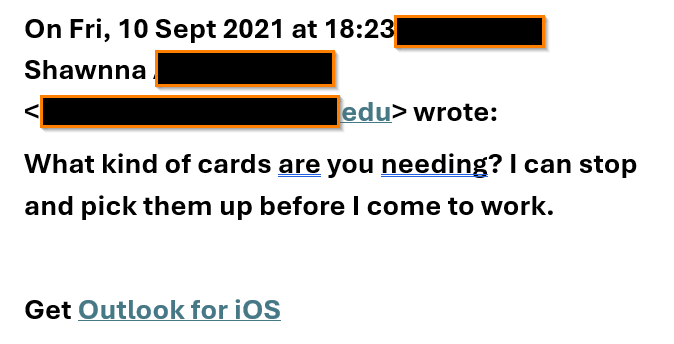 On Fri, 10 Sept 2021 at 18:23
Shawnna
<edu> wrote:
What kind of cards are you needing? I can stop
and pick them up before I come to work.
Get Outlook for iOS